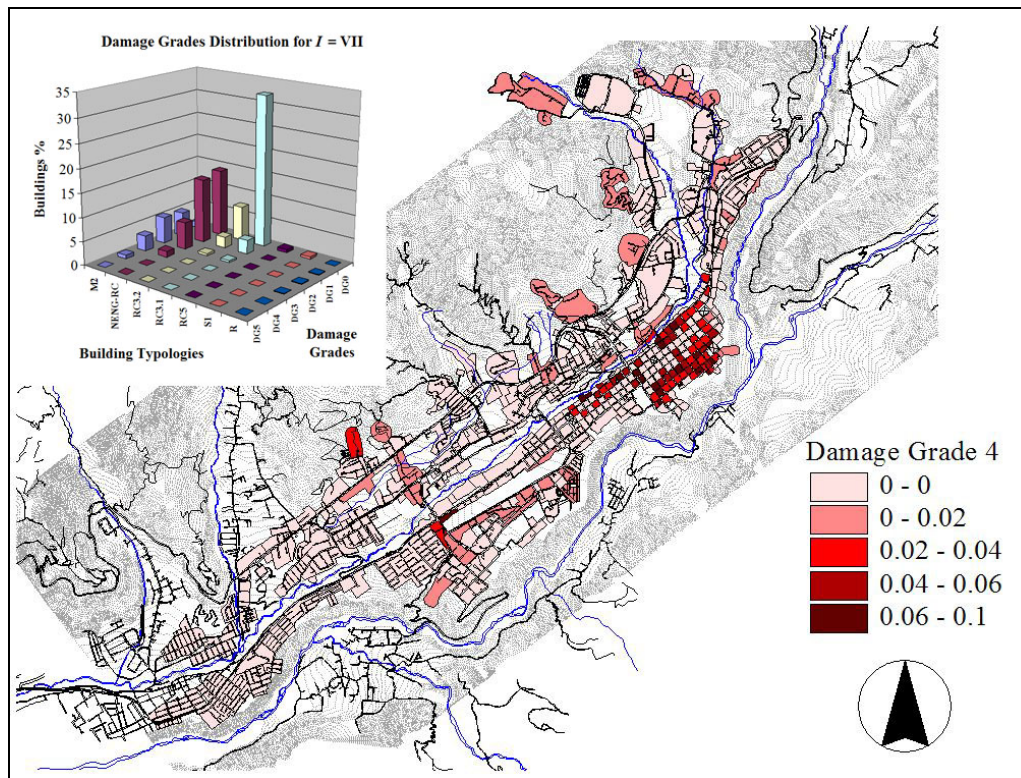 Damage Grades Distribution for I = VII
35
30
25
20
15
10
5
0
Buildings %
M2
NENG-RC
RC3.2
RC3.1
RC5
S1
R
DG5
DG4
DG3
DG2
DG1
DG0
Building Typologies
Damage
Grades
Damage Grade 4
0 - 0
0 - 0.02
0.02 - 0.04
0.04 - 0.06
0.06 - 0.1